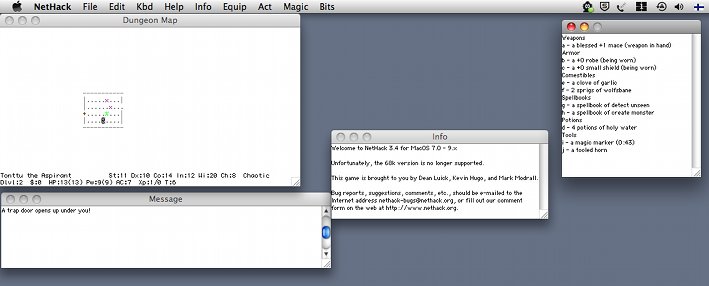 NetHack File Edit Kbd Help Info Equip Act Magic Bits
Dungeon Map
|.....x...|
|......x..|
+.....x...|
|....@....|
Tonttu the Aspirant St:11 Dx:10 Co:14 In:12 Wi:20 Ch:8 Chaotic
Dlvl:2 $:0 HP:13(13) Pw:9(9) AC:7 Xp:1/0 T:6
Message
A trap door opens up under you!
Info
Welcome to NetHack 3.4 for MacOS 7.0 - 9.x
Unfortunately, the 68k version is no longer supported.
This game is brought to you by Dean Luick, Kevin Hugo, and Mark Modrall.
Bug reports, suggestions, comments, etc., should be e-mailed to the
Internet address nethack-bugs@nethack.org, or fill out our comment
form on the web at http://www.nethack.org.
Weapons
a - a blessed +1 mace (weapon in hand)
Armor
b - a +0 robe (being worn)
c - a +0 small shield (being worn)
Comestibles
e - a clove of garlic
f - 2 sprigs of wolfsbane
Spellbooks
g - a spellbook of detect unseen
h - a spellbook of create monster
Potions
d - 4 potions of holy water
Tools
i - a magic marker (0:43)
j - a tooled horn